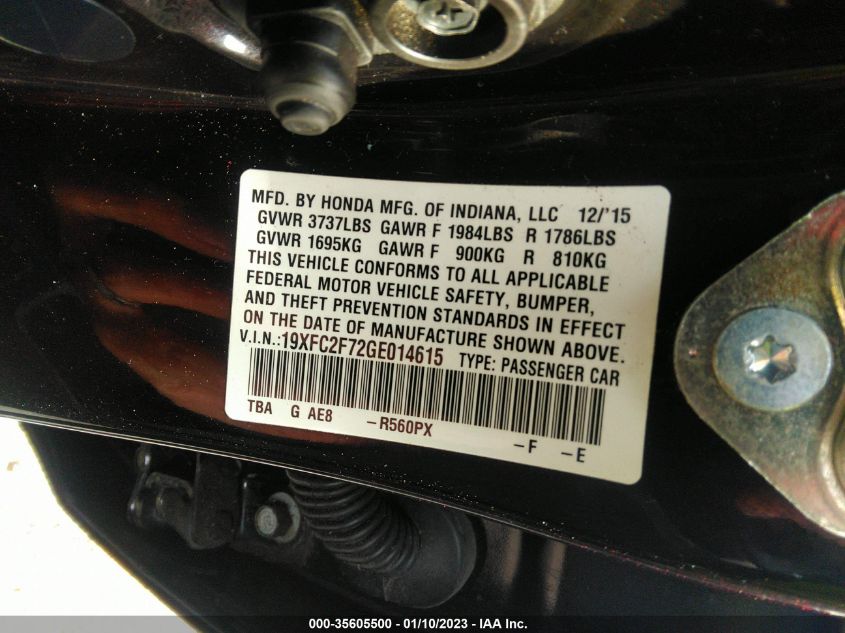 MFD. BY HONDA MFG. OF INDIANA, LLC 12/'15
GVWR 3737LBS GAWR F 1984LBS R 1786LBS
GVWR 1695KG GAWR F 900KG R 810KG
THIS VEHICLE CONFORMS TO ALL APPLICABLE
FEDERAL MOTOR VEHICLE SAFETY, BUMPER,
AND THEFT PREVENTION STANDARDS IN EFFECT
ON THE DATE OF MANUFACTURE SHOWN ABOVE.
V.I.N.:19XFC2F72GE014615 TYPE: PASSENGER CAR
TBA G AE8 -R560PX -F -E
000-35605500 - 01/10/2023 - IAA Inc.